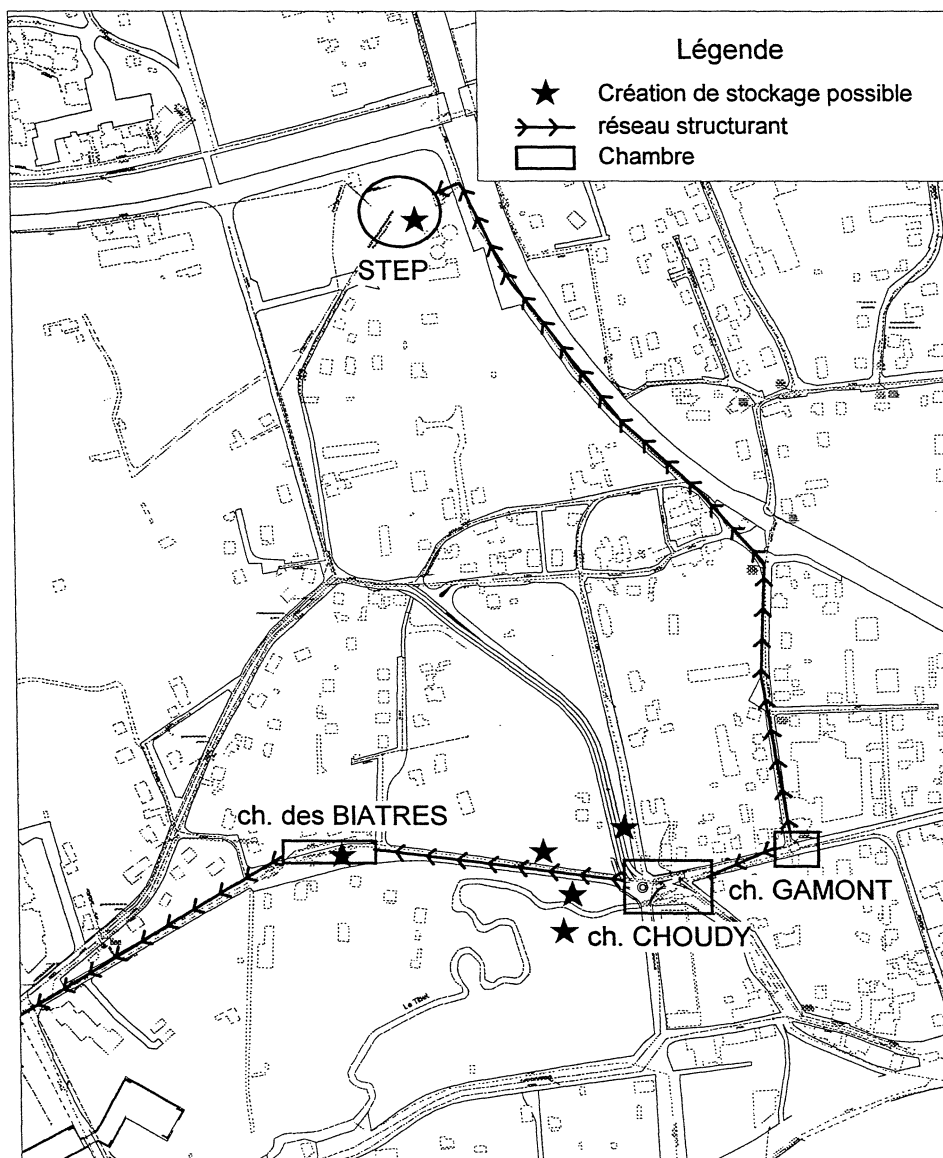 Légende
Création de stockage possible
réseau structurant
Chambre
STEP
ch. des BIATRES
ch. GAMONT
ch. CHOUDY